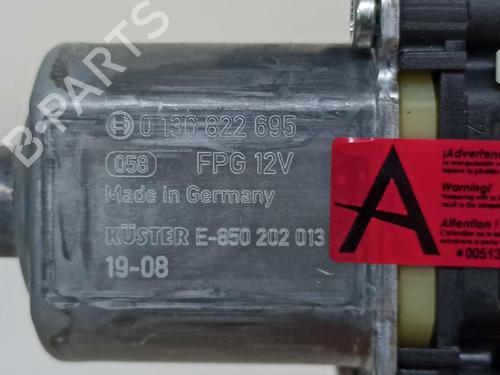 0 130 822 695
058 FPG 12V
Made in Germany
KÜSTER E-850 202 013
19-08
B-PARTS
A
¡Advertencia
Warning!
Attention !
#00513